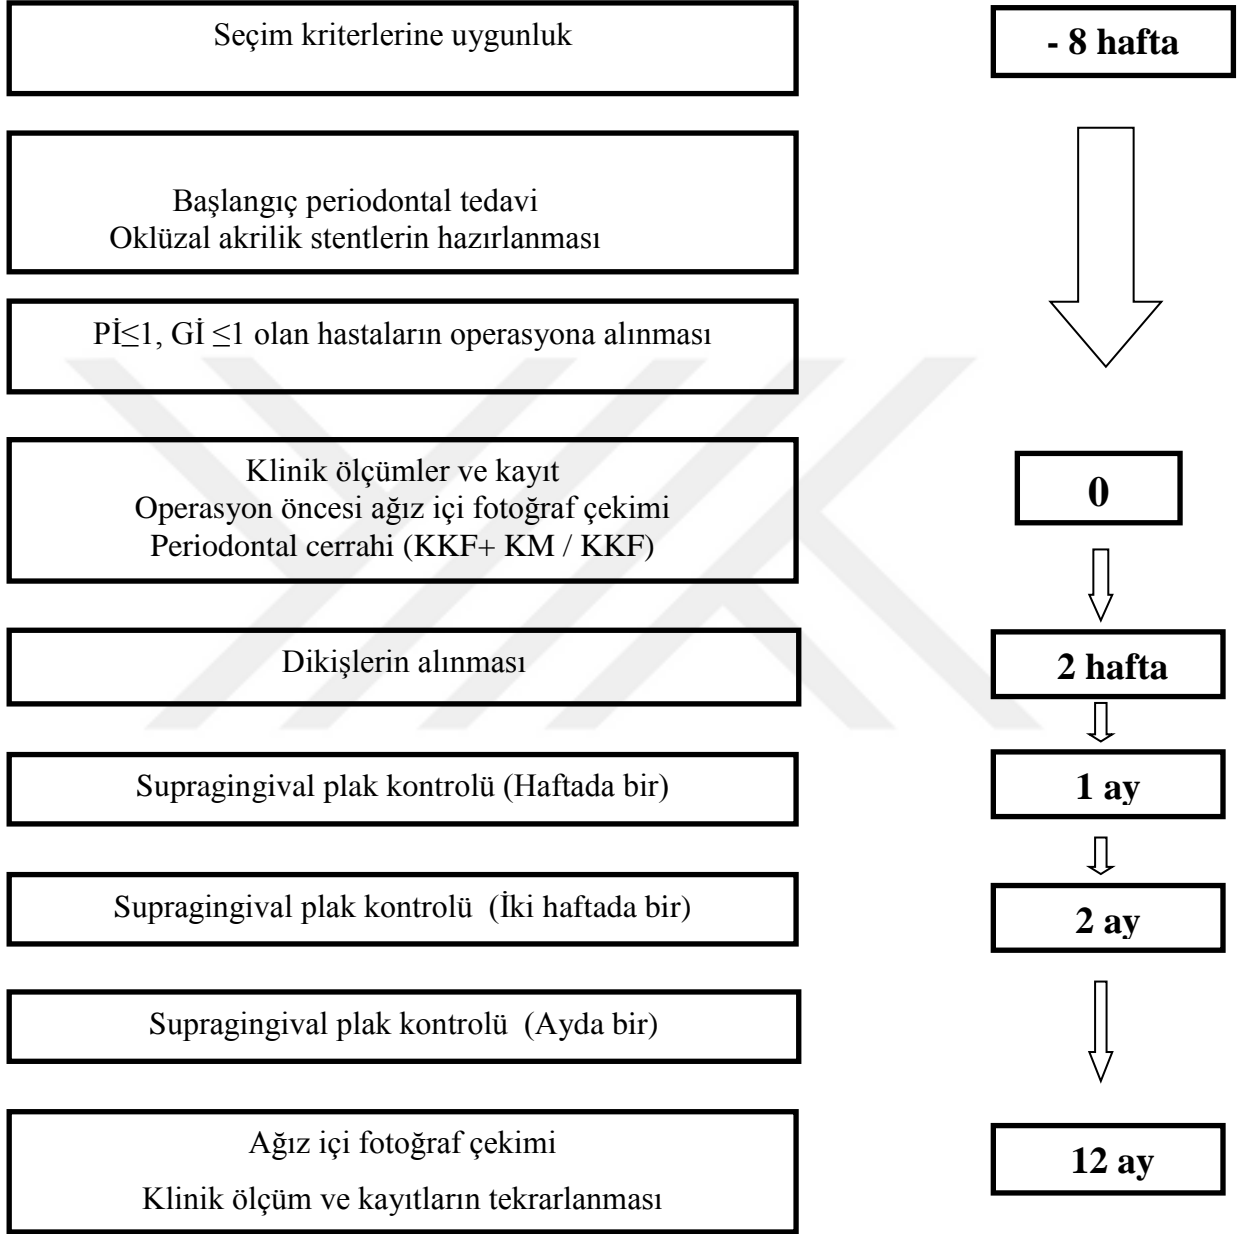 Seçim kriterlerine uygunluk
- 8 hafta
Başlangıç periodontal tedavi
Oklüzal akrilik stentlerin hazırlanması
Pİ≤1, Gİ ≤1 olan hastaların operasyona alınması
Klinik ölçümler ve kayıt
Operasyon öncesi ağız içi fotoğraf çekimi
Periodontal cerrahi (KKF+ KM / KKF)
0
Dikişlerin alınması
2 hafta
Supragingival plak kontrolü (Haftada bir)
1 ay
Supragingival plak kontrolü (İki haftada bir)
2 ay
Supragingival plak kontrolü (Ayda bir)
Ağız içi fotoğraf çekimi
Klinik ölçüm ve kayıtların tekrarlanması
12 ay